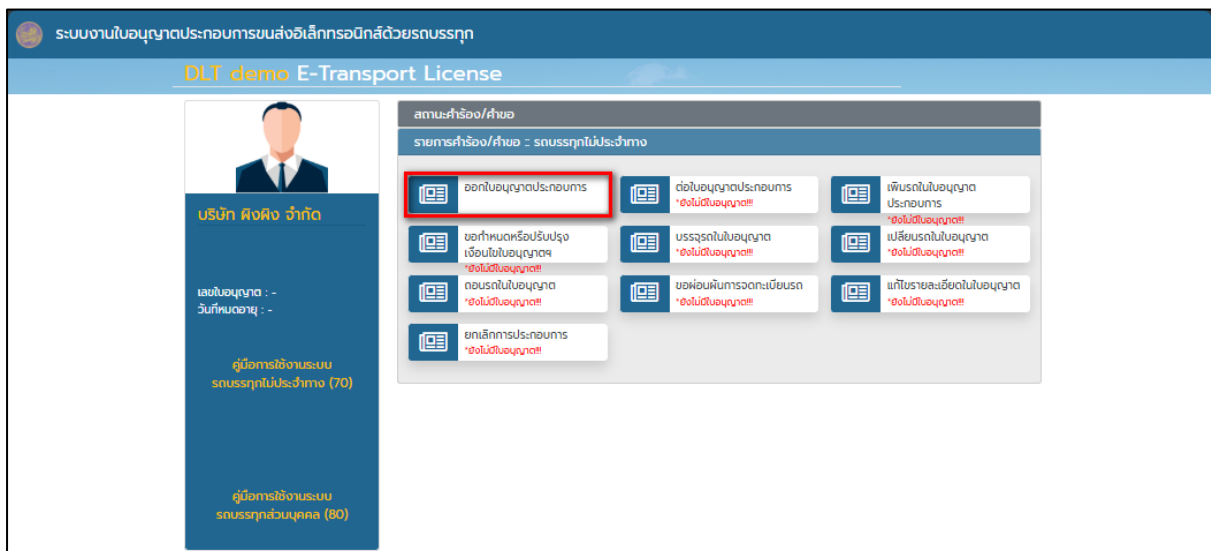 ระบบงานใบอนุญาตประกอบการขนส่งอิเล็กทรอนิกส์ด้วยรถบรรทุก
DLT demo E-Transport License
บริษัท ผิงผิง จำกัด
เลขใบอนุญาต : -
วันที่หมดอายุ : -
คู่มือการใช้งานระบบ
รถบรรทุกไม่ประจำทาง (70)
คู่มือการใช้งานระบบ
รถบรรทุกส่วนบุคคล (80)
สถานะคำร้อง/คำขอ
รายการคำร้อง/คำขอ :: รถบรรทุกไม่ประจำทาง
ออกใบอนุญาตประกอบการ
ต่อใบอนุญาตประกอบการ
*ยังไม่มีใบอนุญาต!!!
เพิ่มรถในใบอนุญาต
ประกอบการ
*ยังไม่มีใบอนุญาต!!!
ขอกำหนดหรือปรับปรุง
เงื่อนไขใบอนุญาตฯ
*ยังไม่มีใบอนุญาต!!!
บรรจุรถในใบอนุญาต
*ยังไม่มีใบอนุญาต!!!
เปลี่ยนรถในใบอนุญาต
*ยังไม่มีใบอนุญาต!!!
ถอนรถในใบอนุญาต
*ยังไม่มีใบอนุญาต!!!
ขอผ่อนผันการจดทะเบียนรถ
*ยังไม่มีใบอนุญาต!!!
แก้ไขรายละเอียดในใบอนุญาต
*ยังไม่มีใบอนุญาต!!!
ยกเลิกการประกอบการ
*ยังไม่มีใบอนุญาต!!!